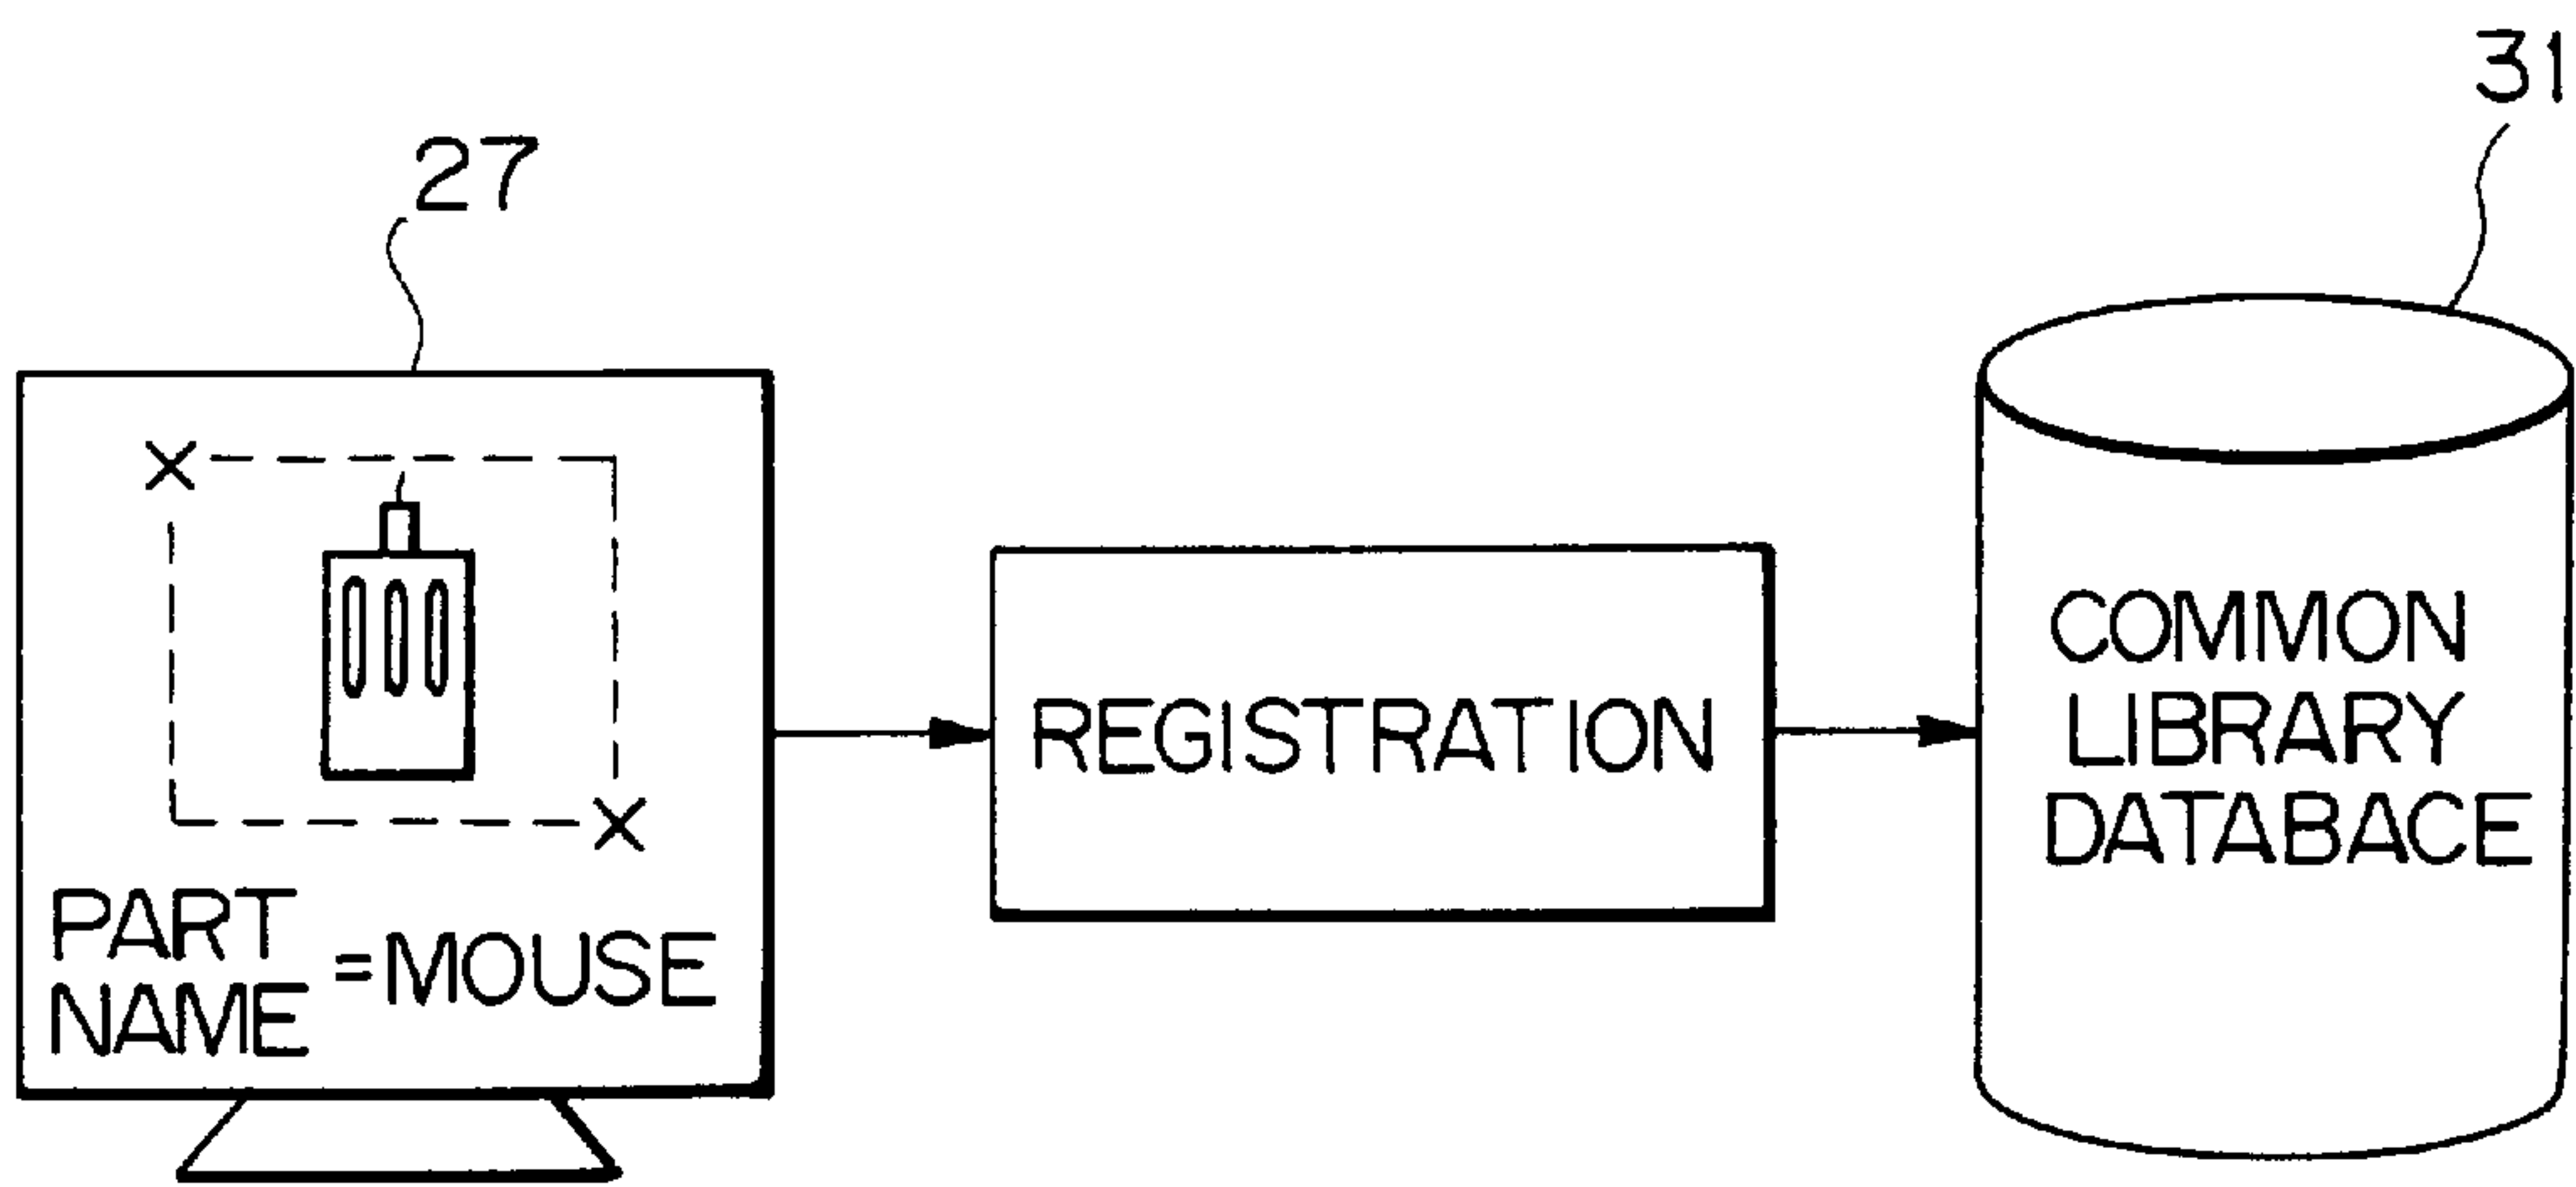 31
27
PART
NAME =MOUSE
REGISTRATION
COMMON
LIBRARY
DATABACE